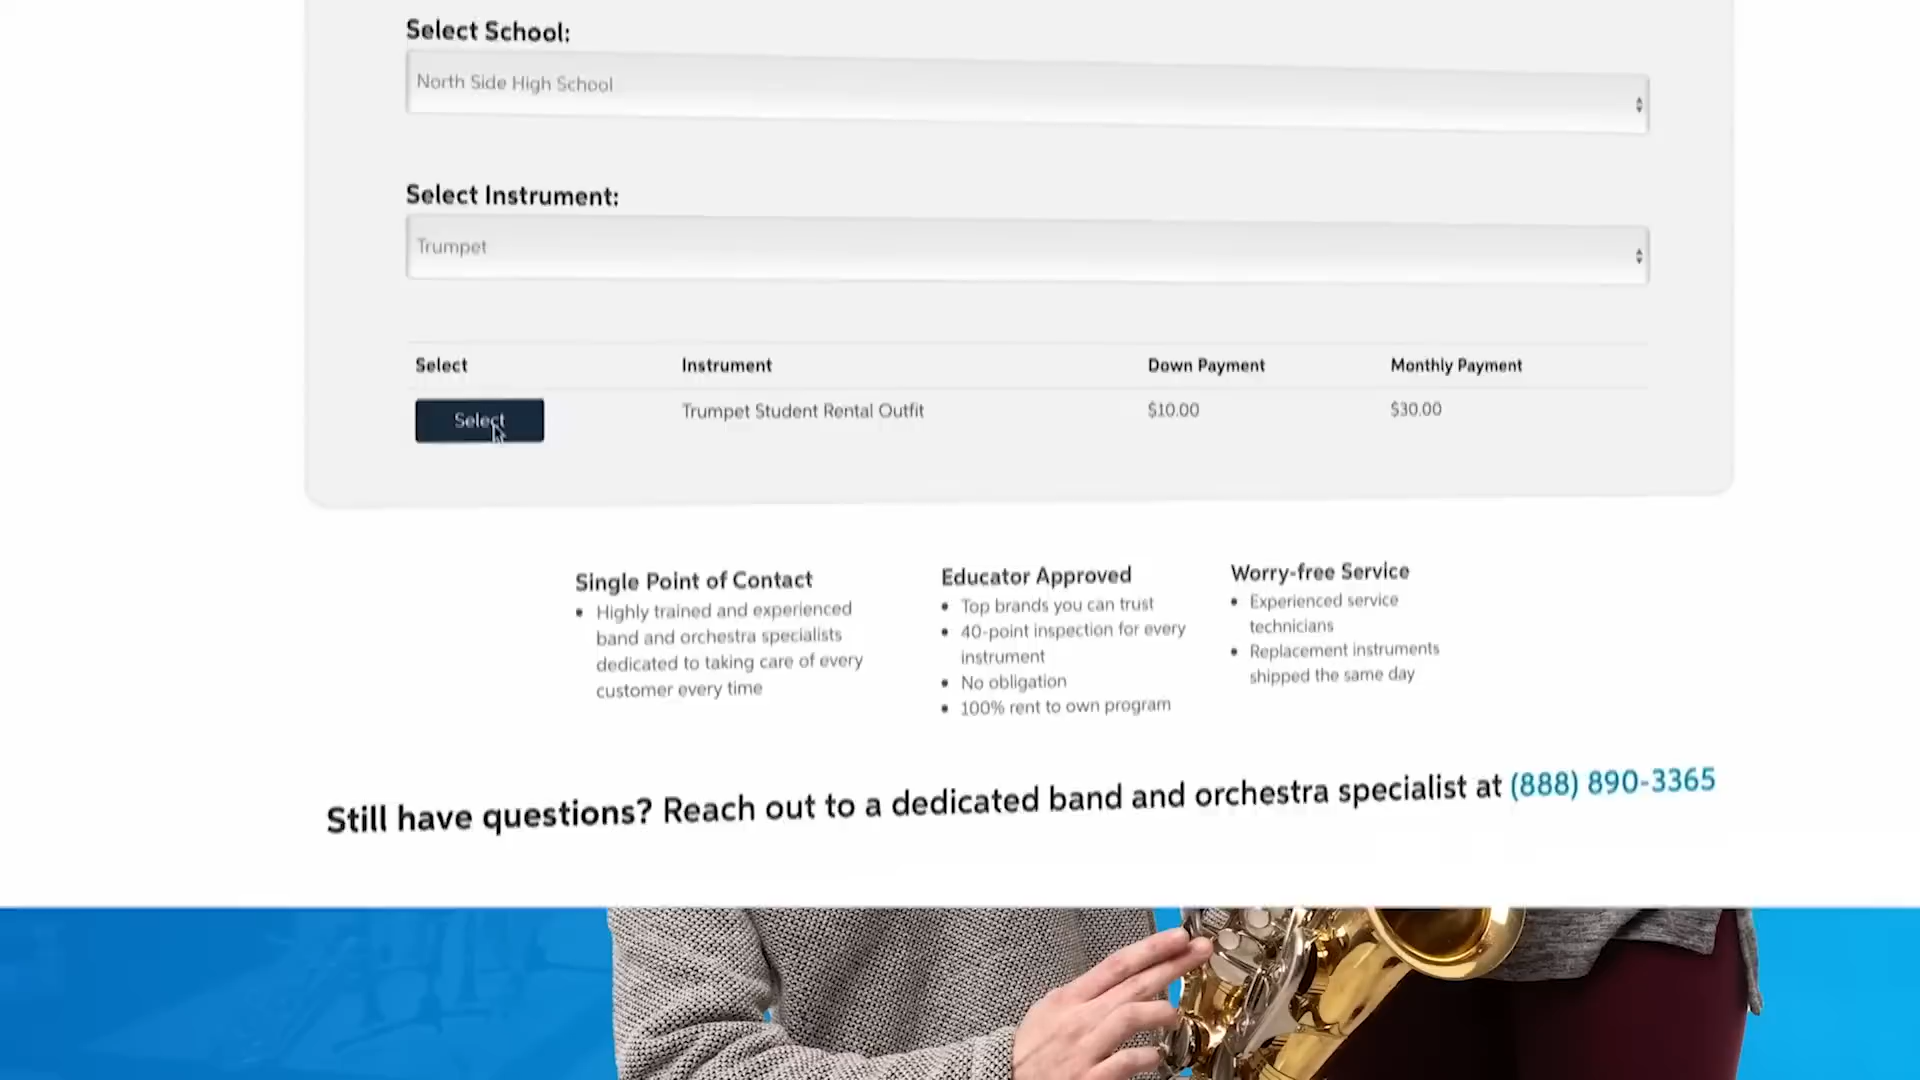 Select School:
North Side High School
Select Instrument:
Trumpet
Select Instrument Down Payment Monthly Payment
Select Trumpet Student Rental Outfit $10.00 $30.00
Single Point of Contact
• Highly trained and experienced
band and orchestra specialists
dedicated to taking care of every
customer every time
Educator Approved
• Top brands you can trust
• 40-point inspection for every
instrument
• No obligation
• 100% rent to own program
Worry-free Service
• Experienced service
technicians
• Replacement instruments
shipped the same day
Still have questions? Reach out to a dedicated band and orchestra specialist at (888) 890-3365